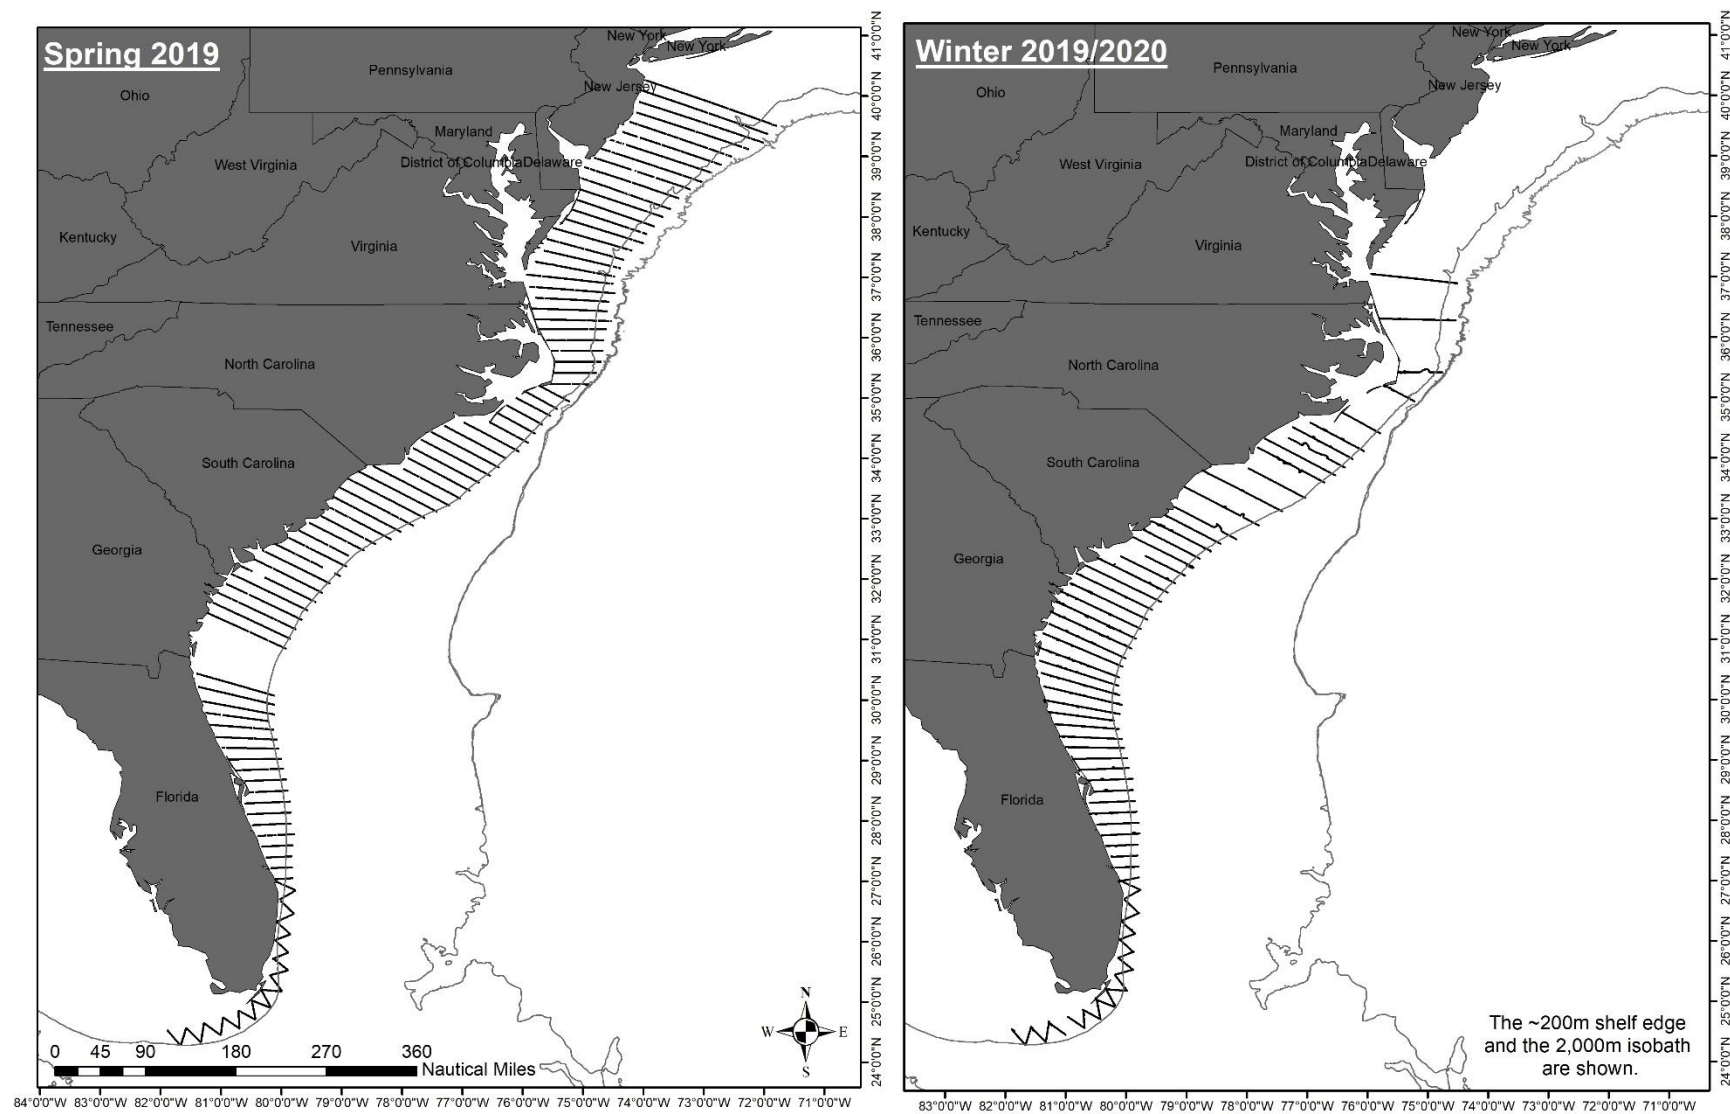 Spring 2019
New York
New York
Pennsylvania
New Jersey
Ohio
Maryland
West Virginia
District of Columbia
Delaware
Kentucky
Virginia
Tennessee
North Carolina
South Carolina
Georgia
Florida
N
W
E
S
0 45 90 180 270 360
Nautical Miles
41°0'0"N
40°0'0"N
39°0'0"N
38°0'0"N
37°0'0"N
36°0'0"N
35°0'0"N
34°0'0"N
33°0'0"N
32°0'0"N
31°0'0"N
30°0'0"N
29°0'0"N
28°0'0"N
27°0'0"N
26°0'0"N
25°0'0"N
24°0'0"N
84°0'0"W 83°0'0"W 82°0'0"W 81°0'0"W 80°0'0"W 79°0'0"W 78°0'0"W 77°0'0"W 76°0'0"W 75°0'0"W 74°0'0"W 73°0'0"W 72°0'0"W 71°0'0"W
Winter 2019/2020
New York
New York
Pennsylvania
New Jersey
Ohio
Maryland
West Virginia
District of Columbia
Delaware
Kentucky
Virginia
Tennessee
North Carolina
South Carolina
Georgia
Florida
The ~200m shelf edge
and the 2,000m isobath
are shown.
41°0'0"N
40°0'0"N
39°0'0"N
38°0'0"N
37°0'0"N
36°0'0"N
35°0'0"N
34°0'0"N
33°0'0"N
32°0'0"N
31°0'0"N
30°0'0"N
29°0'0"N
28°0'0"N
27°0'0"N
26°0'0"N
25°0'0"N
24°0'0"N
83°0'0"W 82°0'0"W 81°0'0"W 80°0'0"W 79°0'0"W 78°0'0"W 77°0'0"W 76°0'0"W 75°0'0"W 74°0'0"W 73°0'0"W 72°0'0"W 71°0'0"W